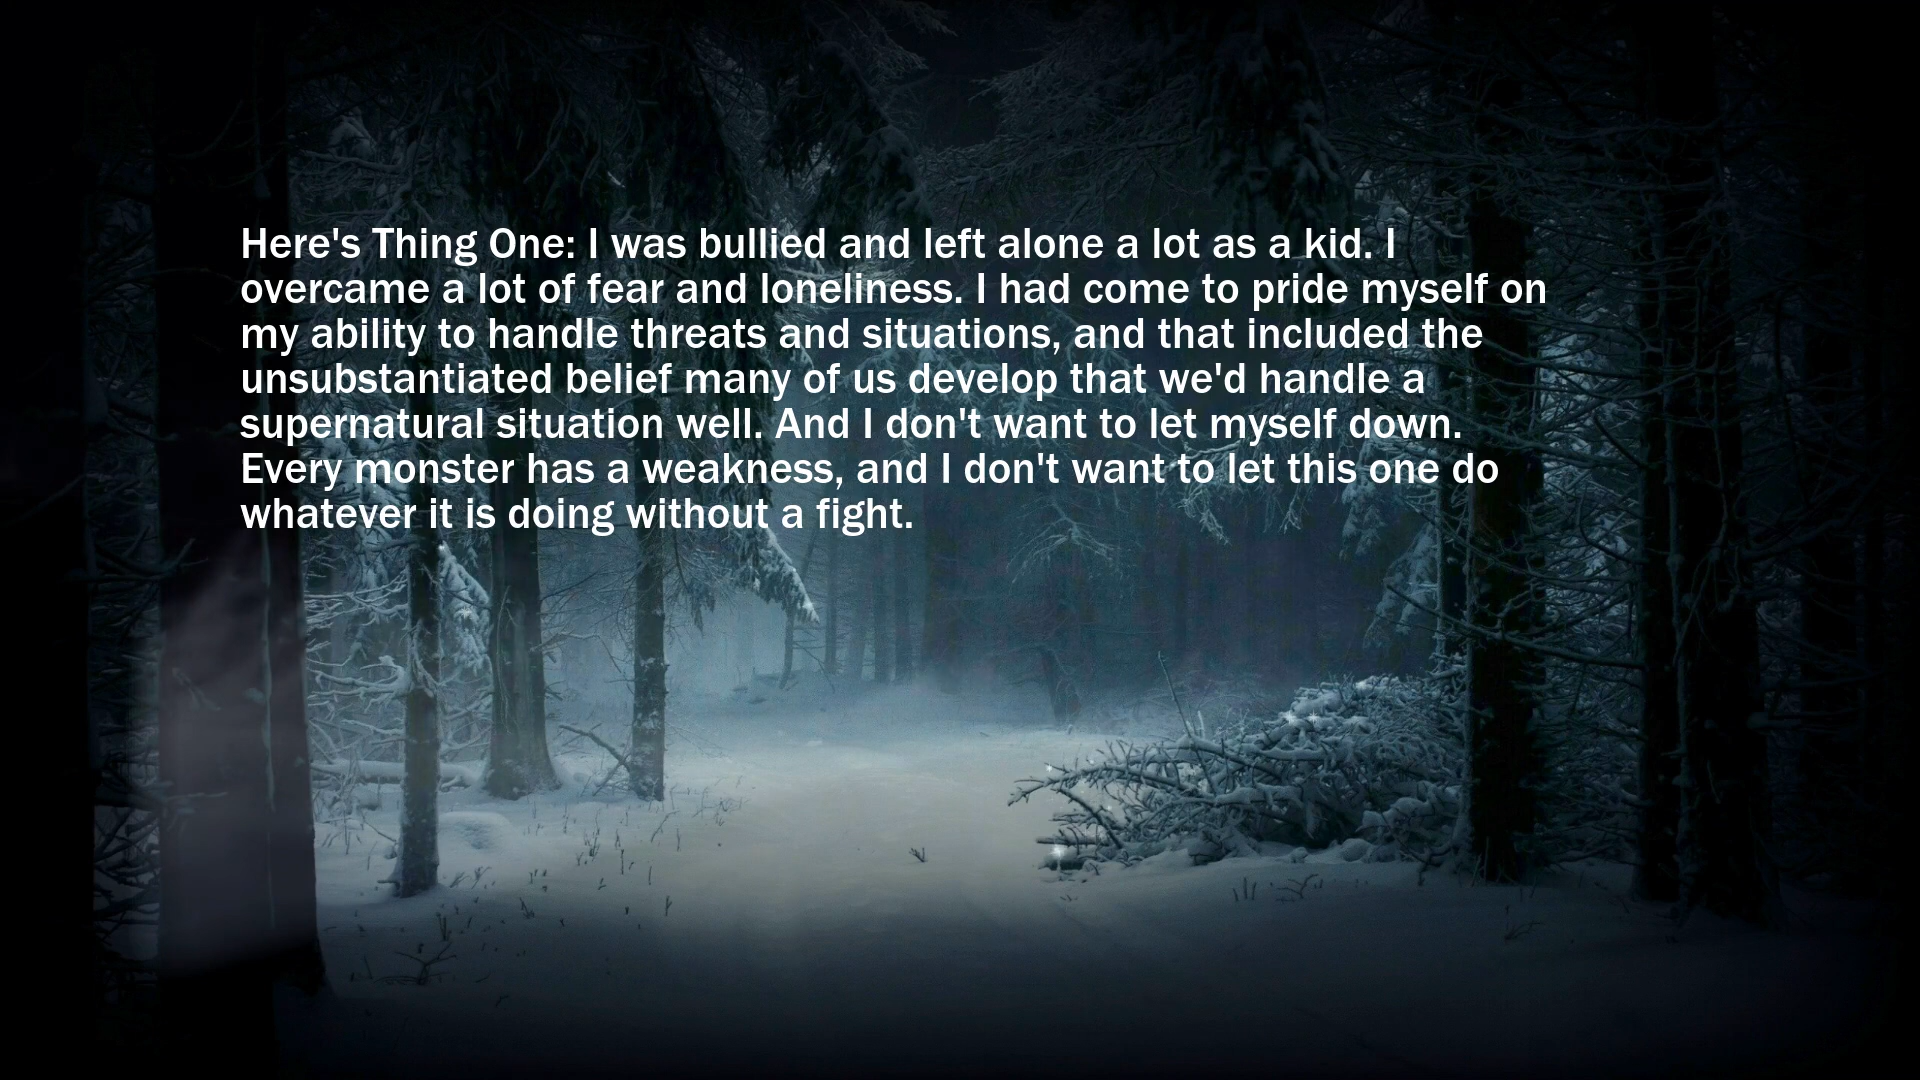 Here's Thing One: I was bullied and left alone a lot as a kid. I
overcame a lot of fear and loneliness. I had come to pride myself on
my ability to handle threats and situations, and that included the
unsubstantiated belief many of us develop that we'd handle a
supernatural situation well. And I don't want to let myself down.
Every monster has a weakness, and I don't want to let this one do
whatever it is doing without a fight.